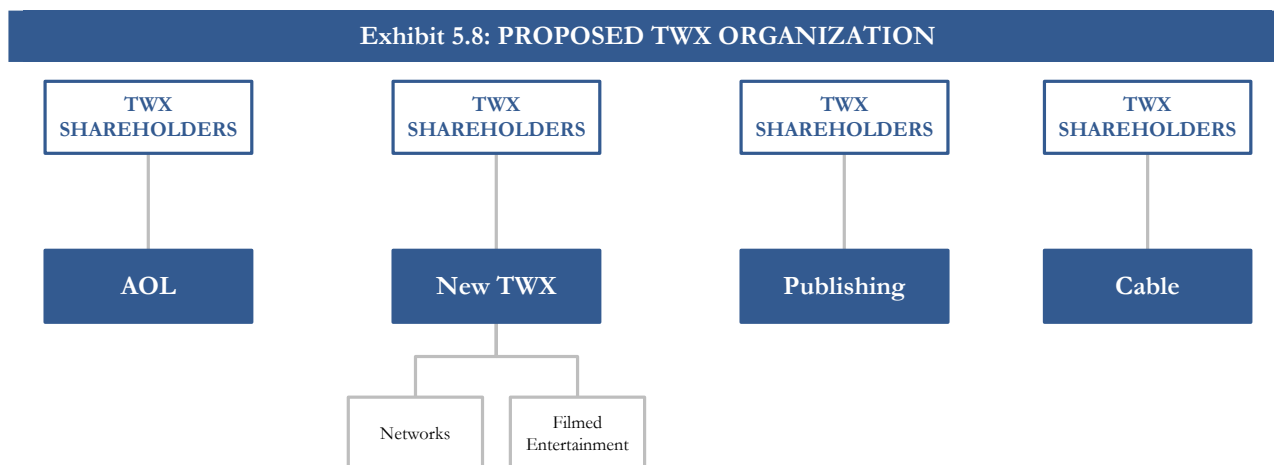 Exhibit 5.8: PROPOSED TWX ORGANIZATION
TWX
SHAREHOLDERS
TWX
SHAREHOLDERS
TWX
SHAREHOLDERS
TWX
SHAREHOLDERS
AOL
New TWX
Publishing
Cable
Networks
Filmed
Entertainment